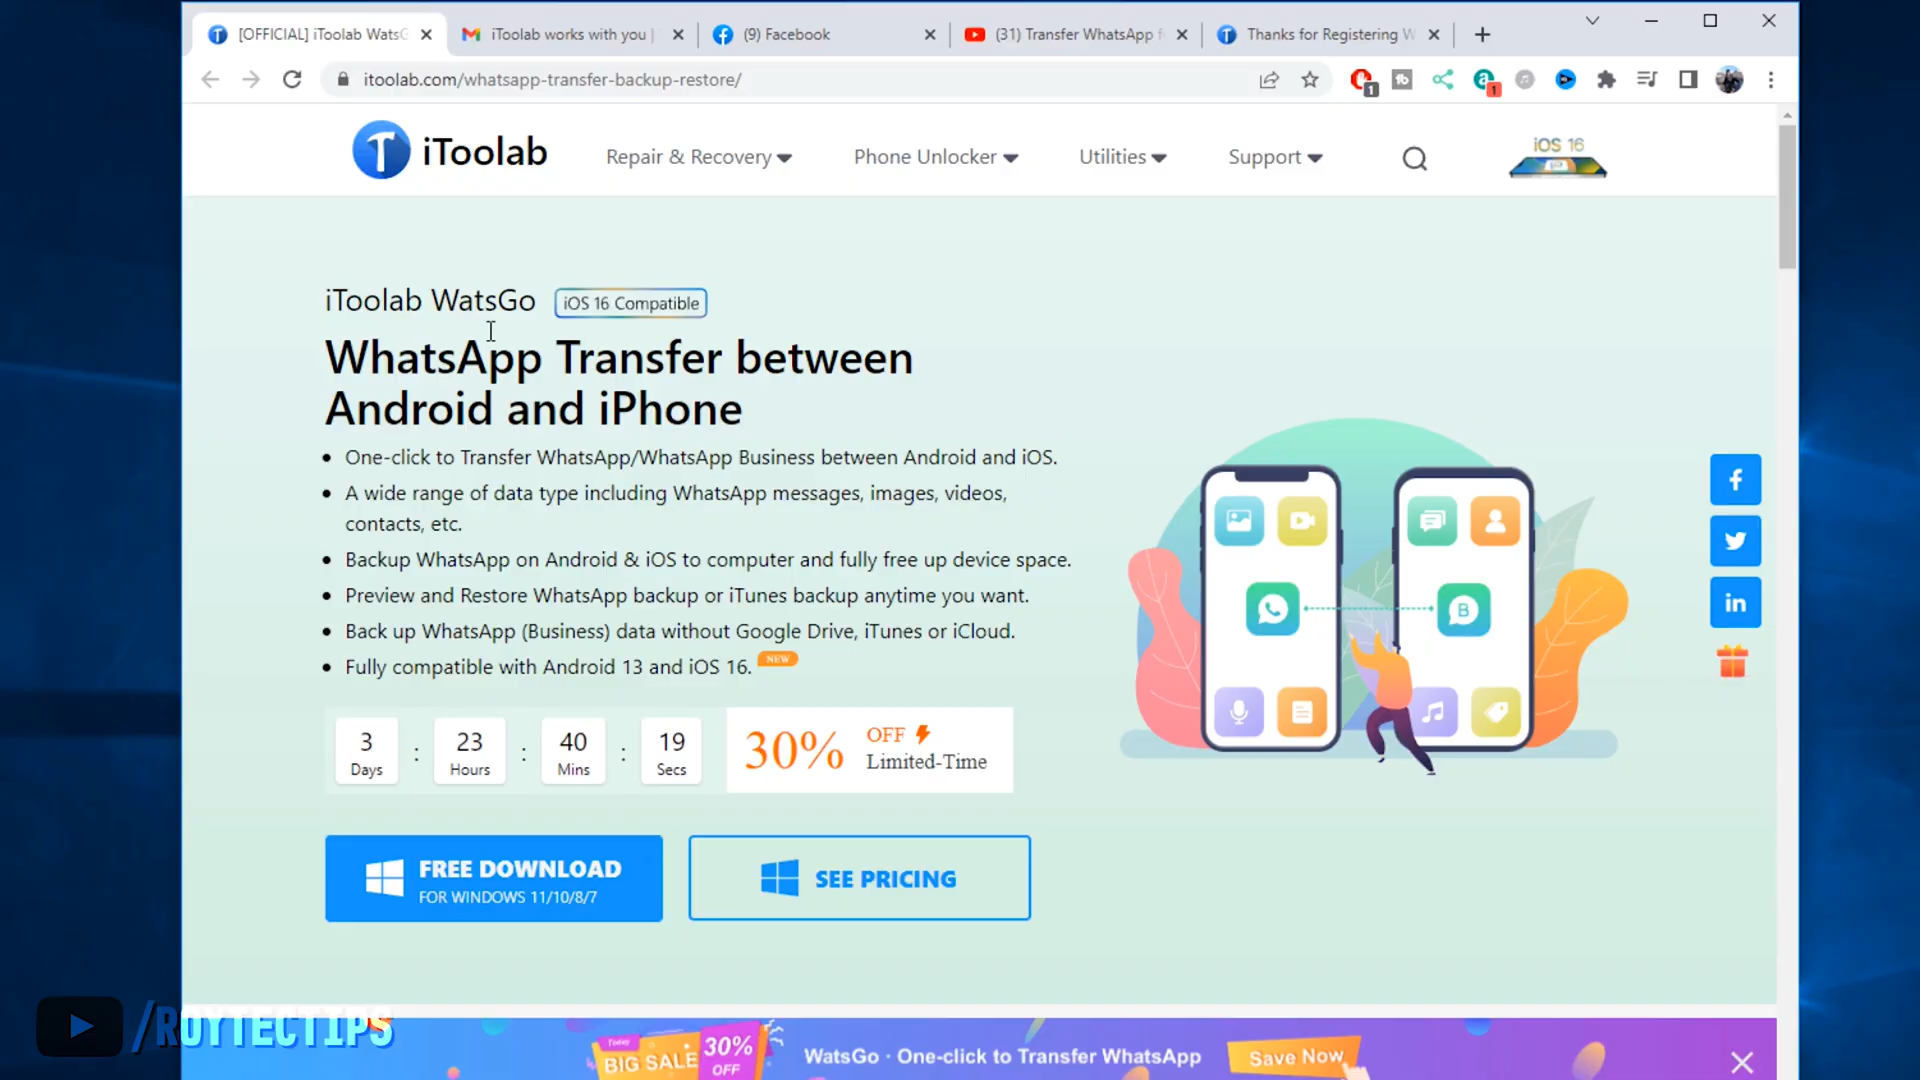 [OFFICIAL] iToolab WatsG
iToolab works with you |
(9) Facebook
(31) Transfer WhatsApp f
Thanks for Registering W
itoolab.com/whatsapp-transfer-backup-restore/
1
1
iToolab
Repair & Recovery
Phone Unlocker
Utilities
Support
iOS 16
iToolab WatsGo
iOS 16 Compatible
WhatsApp Transfer between
Android and iPhone
One-click to Transfer WhatsApp/WhatsApp Business between Android and iOS.
A wide range of data type including WhatsApp messages, images, videos,
contacts, etc.
Backup WhatsApp on Android & iOS to computer and fully free up device space.
Preview and Restore WhatsApp backup or iTunes backup anytime you want.
Back up WhatsApp (Business) data without Google Drive, iTunes or iCloud.
Fully compatible with Android 13 and iOS 16. NEW
3 : 23 : 40 : 19
Days Hours Mins Secs
30% OFF
Limited-Time
FREE DOWNLOAD
FOR WINDOWS 11/10/8/7
SEE PRICING
/ROYTECTIPS
Today
BIG SALE
30%
OFF
WatsGo · One-click to Transfer WhatsApp
Save Now